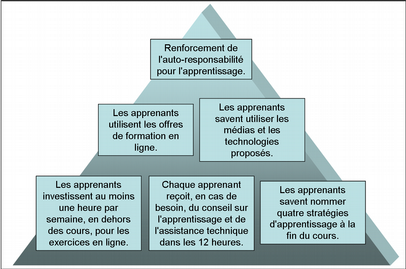 Renforcement de
l'auto-responsabilité
pour l'apprentissage.
Les apprenants
utilisent les offres
de formation en
ligne.
Les apprenants
savent utiliser les
médias et les
technologies
proposés.
Les apprenants
investissent au moins
une heure par
semaine, en dehors
des cours, pour les
exercices en ligne.
Chaque apprenant
reçoit, en cas de
besoin, du conseil sur
l'apprentissage et de
l'assistance technique
dans les 12 heures.
Les apprenants
savent nommer
quatre stratégies
d'apprentissage à la
fin du cours.